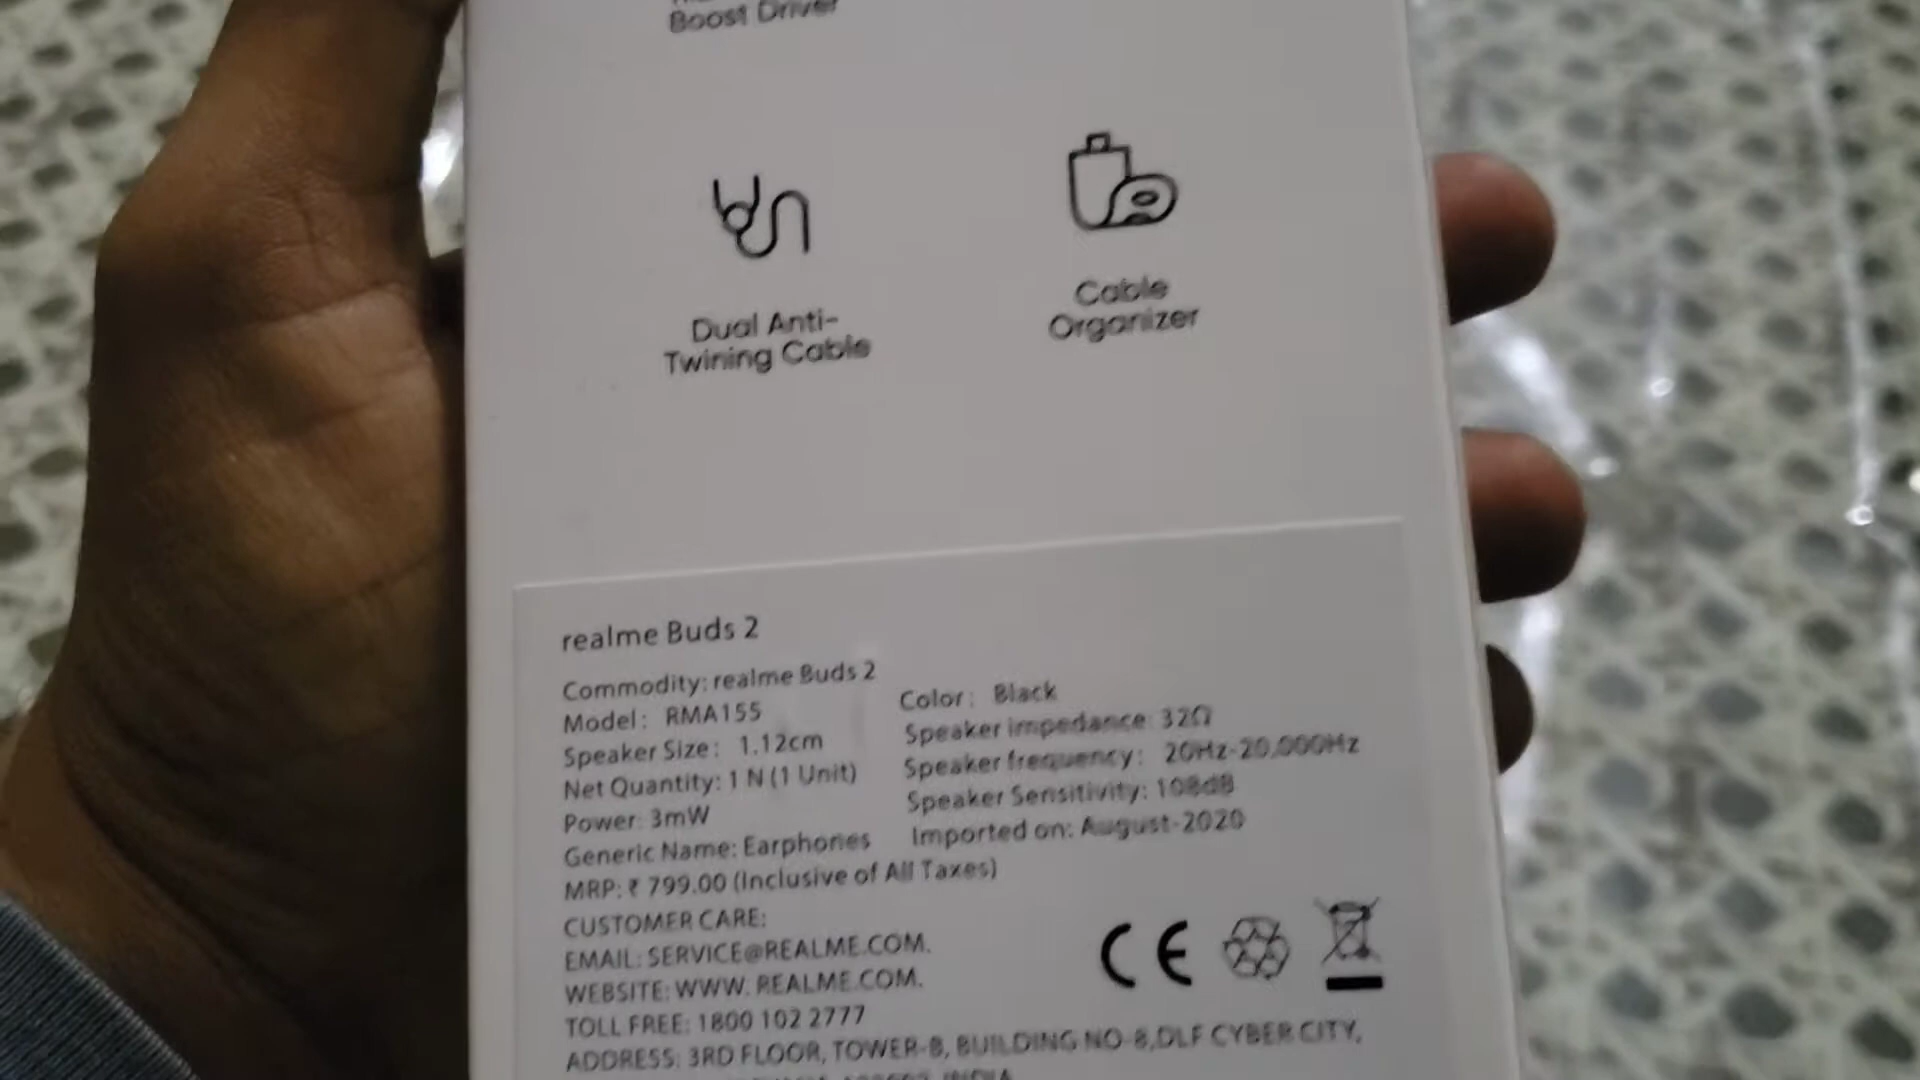 Boost Driver
Dual Anti-
Twining Cable
Cable
Organizer
realme Buds 2
Commodity: realme Buds 2
Model: RMA155
Speaker Size: 1.12cm
Net Quantity: 1 N (1 Unit)
Power: 3mW
Generic Name: Earphones
Color: Black
Speaker impedance: 32Ω
Speaker frequency: 20Hz-20,000Hz
Speaker Sensitivity: 108dB
Imported on: August-2020
MRP: ₹ 799.00 (Inclusive of All Taxes)
CUSTOMER CARE:
EMAIL: SERVICE@REALME.COM.
WEBSITE: WWW. REALME.COM.
TOLL FREE: 1800 102 2777
ADDRESS: 3RD FLOOR, TOWER-B, BUILDING NO-8,DLF CYBER CITY,
INDIA
CE